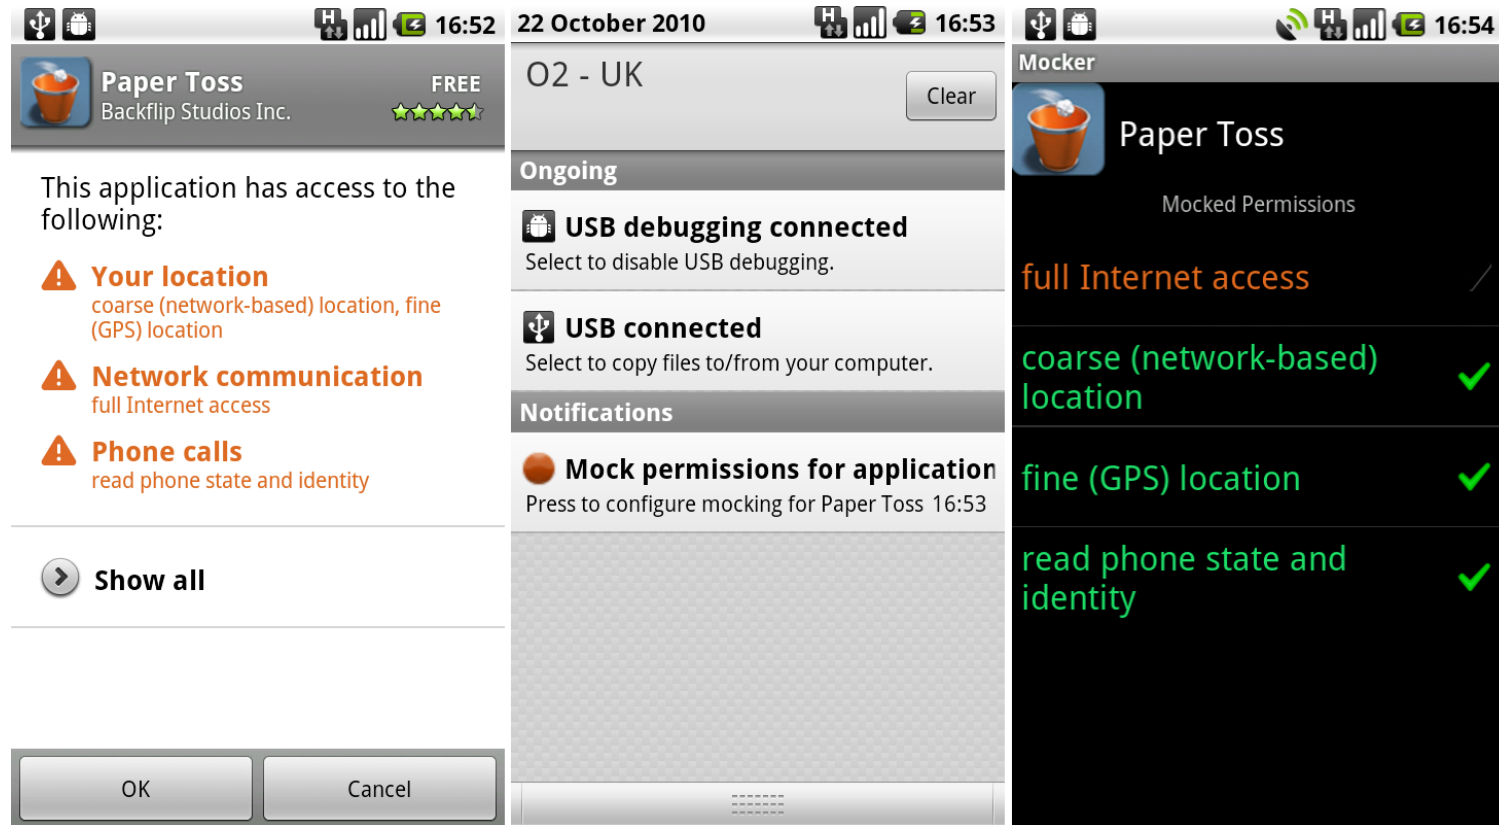 16:52
Paper Toss
FREE
Backflip Studios Inc.
This application has access to the
following:
Your location
coarse (network-based) location, fine
(GPS) location
Network communication
full Internet access
Phone calls
read phone state and identity
Show all
OK
Cancel
22 October 2010
H
16:53
O2 - UK
Clear
Ongoing
USB debugging connected
Select to disable USB debugging.
USB connected
Select to copy files to/from your computer.
Notifications
Mock permissions for application
Press to configure mocking for Paper Toss 16:53
H
16:54
Mocker
Paper Toss
Mocked Permissions
full Internet access
coarse (network-based)
location
fine (GPS) location
read phone state and
identity